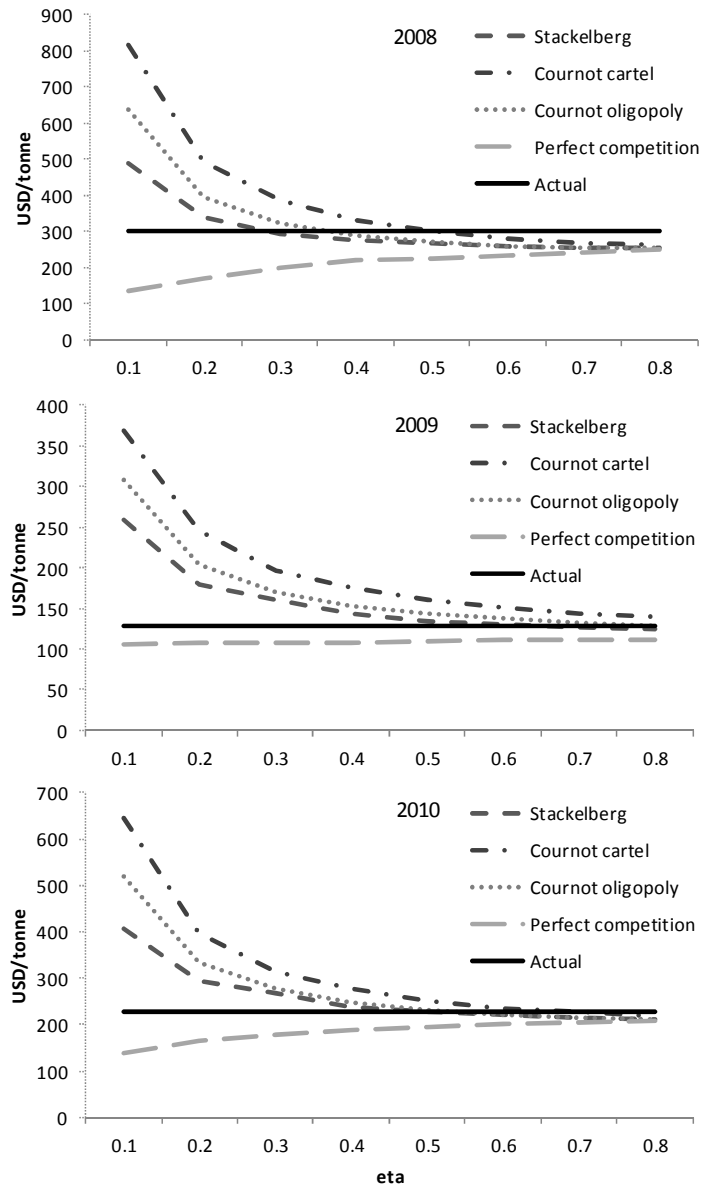 900
800
700
600
500
400
300
200
100
0
USD/tonne
2008
Stackelberg
Cournot cartel
Cournot oligopoly
Perfect competition
Actual
0.1 0.2 0.3 0.4 0.5 0.6 0.7 0.8
400
350
300
250
200
150
100
50
0
USD/tonne
2009
Stackelberg
Cournot cartel
Cournot oligopoly
Perfect competition
Actual
0.1 0.2 0.3 0.4 0.5 0.6 0.7 0.8
700
600
500
400
300
200
100
0
USD/tonne
2010
Stackelberg
Cournot cartel
Cournot oligopoly
Perfect competition
Actual
0.1 0.2 0.3 0.4 0.5 0.6 0.7 0.8
eta